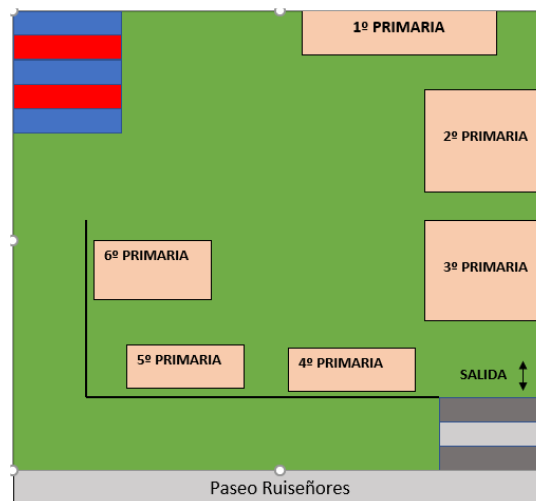 1º PRIMARIA
2º PRIMARIA
3º PRIMARIA
6º PRIMARIA
5º PRIMARIA
4º PRIMARIA
SALIDA
Paseo Ruiseñores